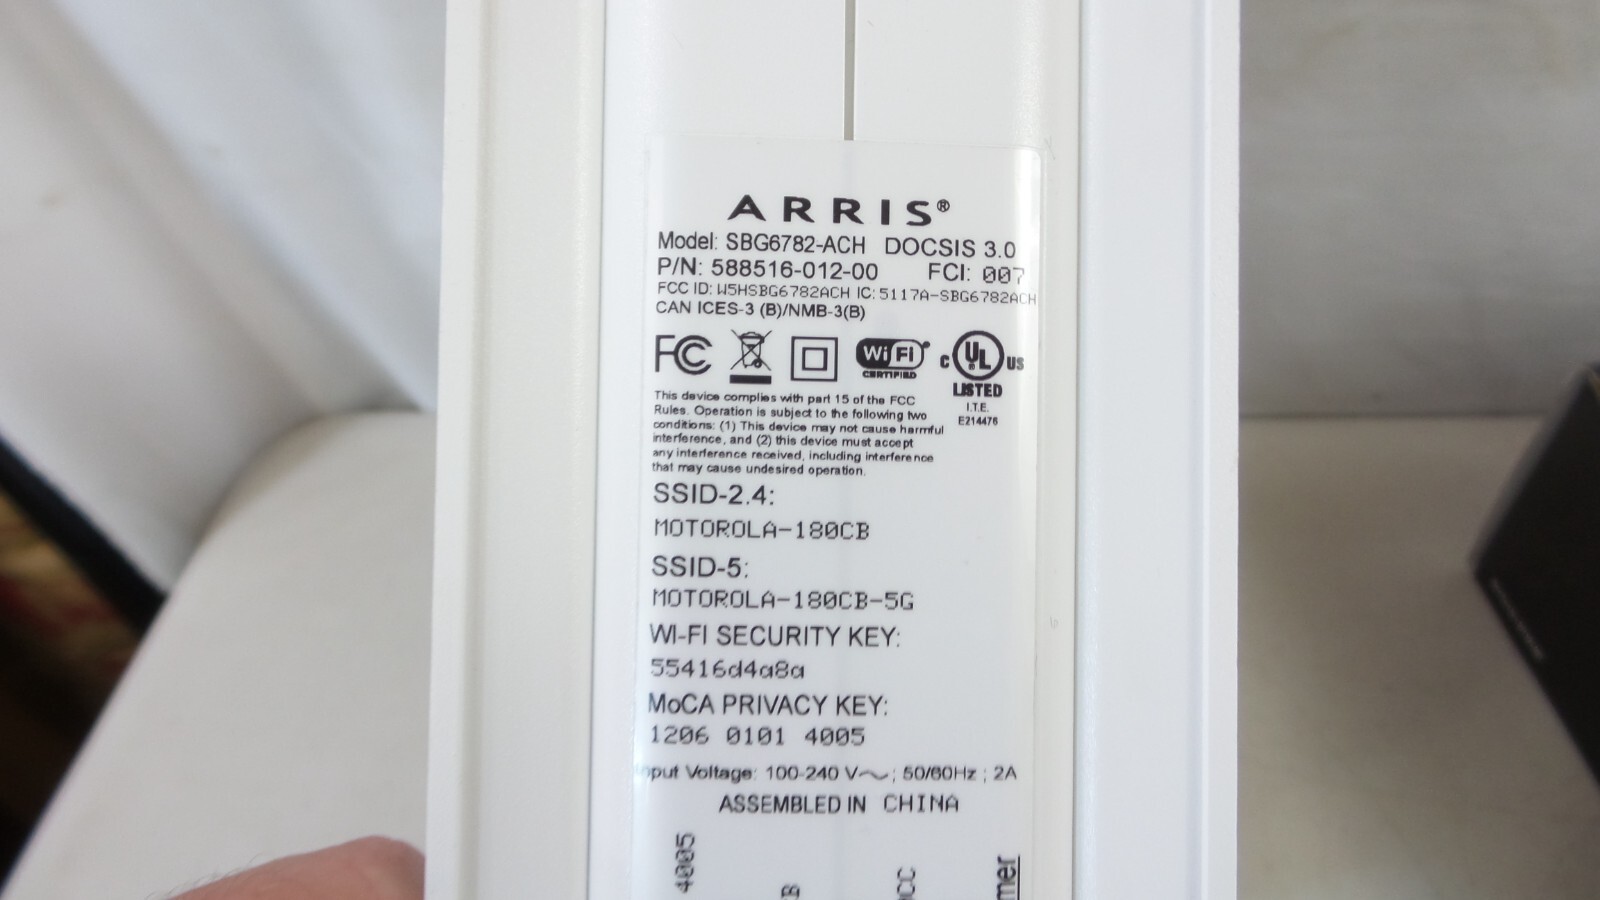 ARRIS®
Model: SBG6782-ACH DOCSIS 3.0
P/N: 588516-012-00 FCI: 007
FCC ID: W5HSBG6782ACH IC: 5117A-SBG6782ACH
CAN ICES-3 (B)/NMB-3(B)
FC WiFi® CERTIFIED C UL US
LISTED
I.T.E.
E214476
This device complies with part 15 of the FCC
Rules. Operation is subject to the following two
conditions: (1) This device may not cause harmful
interference, and (2) this device must accept
any interference received, including interference
that may cause undesired operation.
SSID-2.4:
MOTOROLA-180CB
SSID-5:
MOTOROLA-180CB-5G
WI-FI SECURITY KEY:
55416d4a8a
MoCA PRIVACY KEY:
1206 0101 4005
nput Voltage: 100-240 V～; 50/60Hz ; 2A
ASSEMBLED IN CHINA
4005
CB
CC
mer